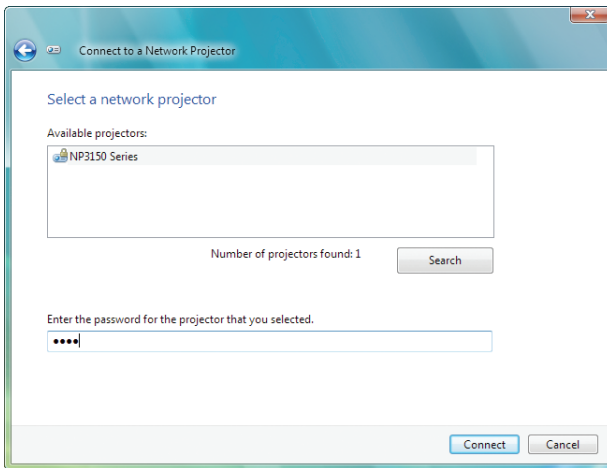 Connect to a Network Projector
Select a network projector
Available projectors:
NP3150 Series
Number of projectors found: 1
Search
Enter the password for the projector that you selected.
••••
Connect
Cancel